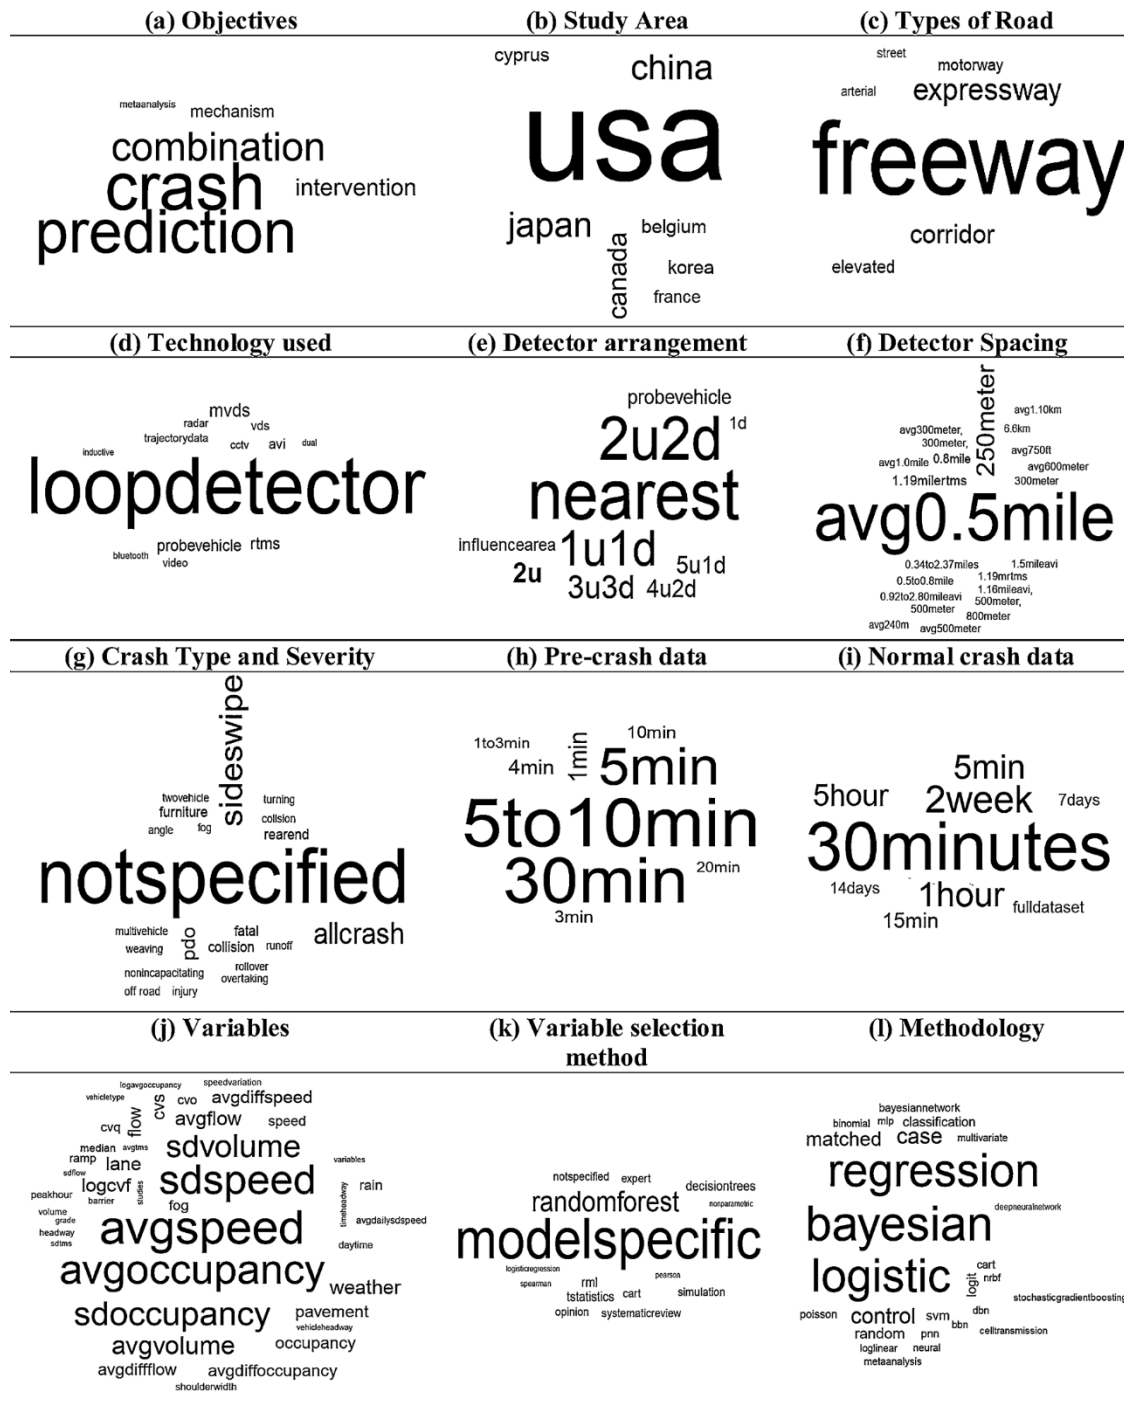 (a) Objectives
(b) Study Area
(c) Types of Road
metaanalysis
mechanism
combination
crash
intervention
prediction
cyprus
china
usa
japan
belgium
canada
korea
france
street
motorway
arterial
expressway
freeway
corridor
elevated
(d) Technology used
(e) Detector arrangement
(f) Detector Spacing
mvds
radar
vds
trajectorydata
cctv
avi
dual
inductive
loopdetector
bluetooth
probevehicle
rtms
video
probevehicle
2u2d
1d
nearest
influencearea
1u1d
2u
5u1d
3u3d
4u2d
250meter
avg1.10km
avg300meter,
6.6km
300meter,
avg750ft
avg1.0mile
0.8mile
avg600meter
1.19milertms
300meter
avg0.5mile
0.34to2.37miles
1.5mileavi
0.5to0.8mile
1.19mrtms
1.16mileavi,
0.92to2.80mileavi
500meter,
500meter
800meter
avg240m
avg500meter
(g) Crash Type and Severity
(h) Pre-crash data
(i) Normal crash data
sideswipe
twovehicle
turning
furniture
collsion
angle
fog
rearend
notspecified
multivehicle
fatal
allcrash
weaving
pdo
collision
runoff
nonincapacitating
rollover
overtaking
off road
injury
1to3min
1min
10min
4min
5min
5to10min
30min
20min
3min
5min
5hour
2week
7days
30minutes
14days
1hour
fulldataset
15min
(j) Variables
(k) Variable selection
method
(l) Methodology
logavgoccupancy
speedvariation
vehicletype
cvs
cvo
avgdiffspeed
flow
avgflow
speed
cvq
median
avgtms
sdvolume
ramp
lane
variables
sdflow
logcvf
studies
sdspeed
rain
peakhour
barrier
fog
timeheadway
volume
grade
avgspeed
avgdailysdspeed
headway
sdtms
daytime
avgoccupancy
weather
sdoccupancy
pavement
vehicleheadway
avgvolume
occupancy
avgdiffflow
avgdiffoccupancy
shoulderwidth
notspecified
expert
decisiontrees
randomforest
nonparametric
modelspecific
logisticregression
pearson
spearman
rml
tstatistics
cart
simulation
opinion
systematicreview
bayesiannetwork
binomial
mlp
classification
matched
case
multivariate
regression
deepneuralnetwork
bayesian
logistic
cart
logit
nrbf
stochasticgradientboosting
poisson
control
svm
dbn
bbn
random
pnn
celltransmission
loglinear
neural
metaanalysis